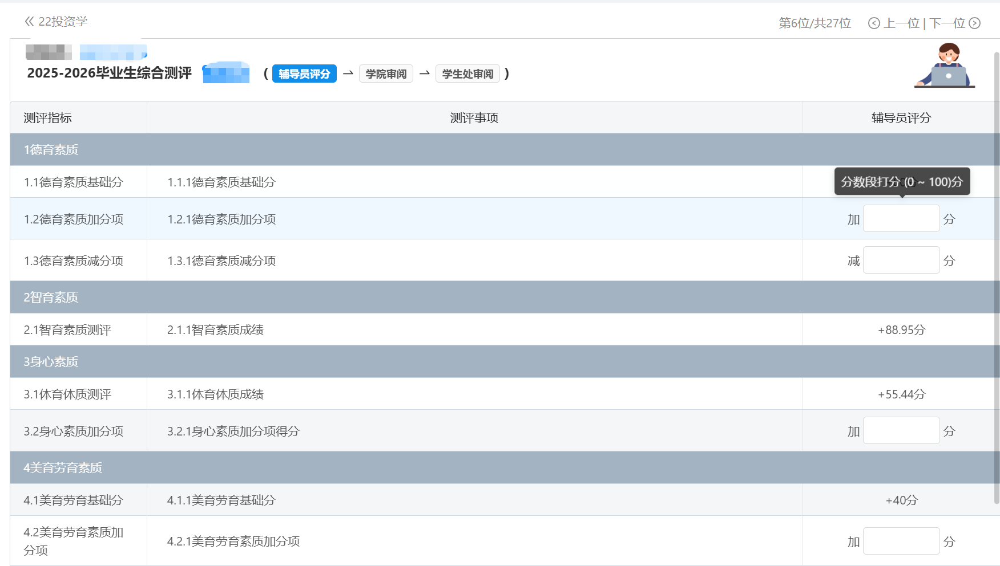 22投资学
第6位/共27位 上一位 | 下一位
2025-2026毕业生综合测评 ( 辅导员评分 → 学院审阅 → 学生处审阅 )
测评指标 测评事项 辅导员评分
1德育素质
1.1德育素质基础分 1.1.1德育素质基础分
分数段打分 (0 ~ 100)分
1.2德育素质加分项 1.2.1德育素质加分项 加 分
1.3德育素质减分项 1.3.1德育素质减分项 减 分
2智育素质
2.1智育素质测评 2.1.1智育素质成绩 +88.95分
3身心素质
3.1体育体质测评 3.1.1体育体质成绩 +55.44分
3.2身心素质加分项 3.2.1身心素质加分项得分 加 分
4美育劳育素质
4.1美育劳育基础分 4.1.1美育劳育基础分 +40分
4.2美育劳育素质加
分项 4.2.1美育劳育素质加分项 加 分